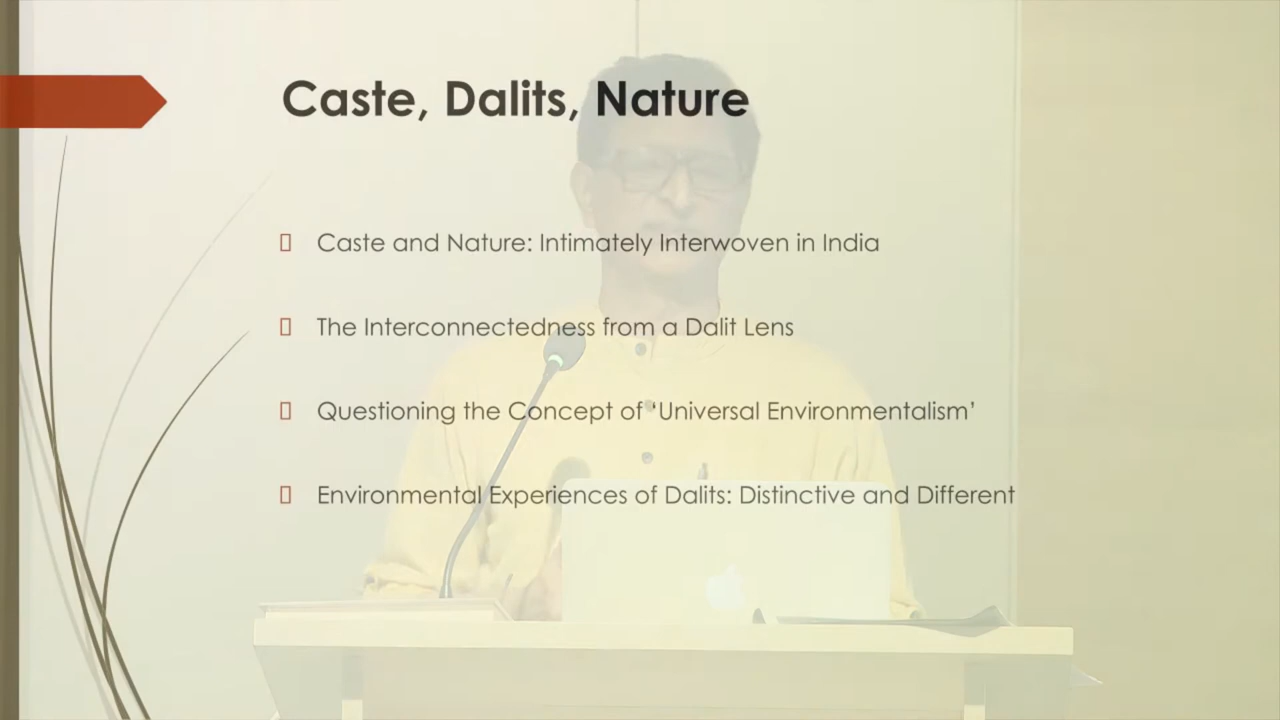 Caste, Dalits, Nature
Caste and Nature: Intimately Interwoven in India
The Interconnectedness from a Dalit Lens
Questioning the Concept of ‘Universal Environmentalism’
Environmental Experiences of Dalits: Distinctive and Different